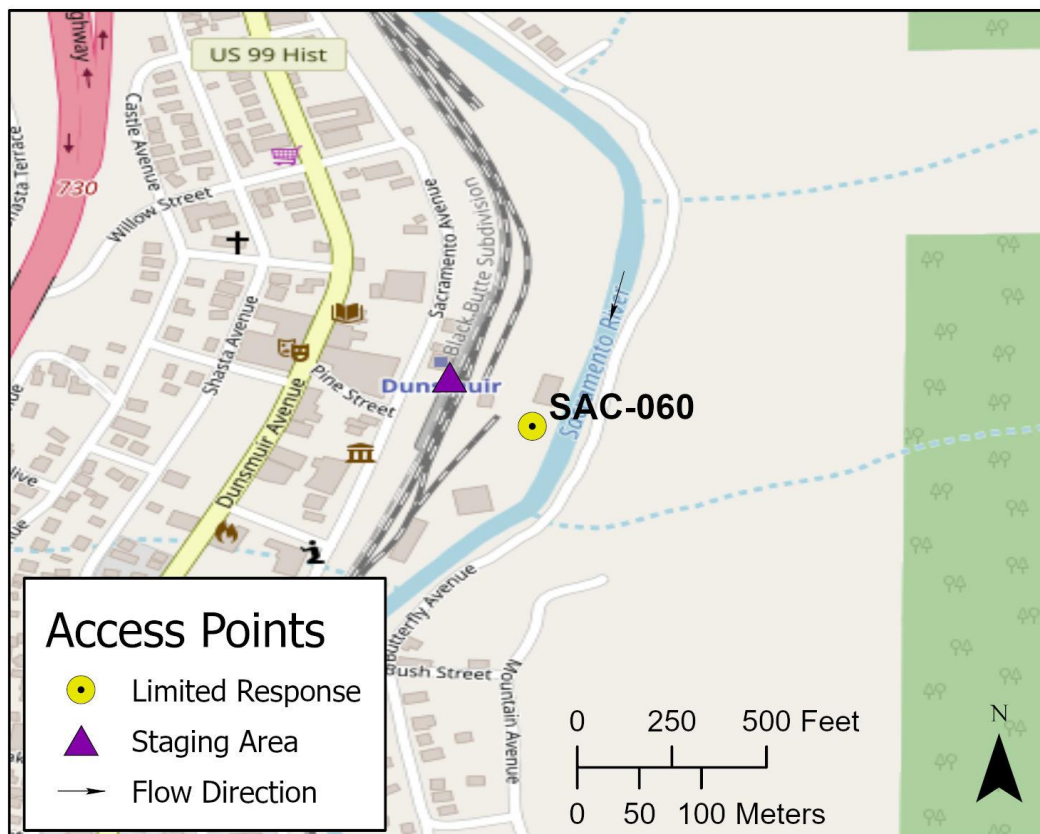 ghway
US 99 Hist
Castle Avenue
hasta Terrace
730
Willow Street
Sacramento Avenue
Black Butte Subdivision
Shasta Avenue
Sacramento River
Pine Street
Dunsmuir
SAC-060
Dunsmuir Avenue
Butterfly Avenue
Bush Street
Mountain Avenue
Access Points
Limited Response
Staging Area
Flow Direction
0 250 500 Feet
0 50 100 Meters
N